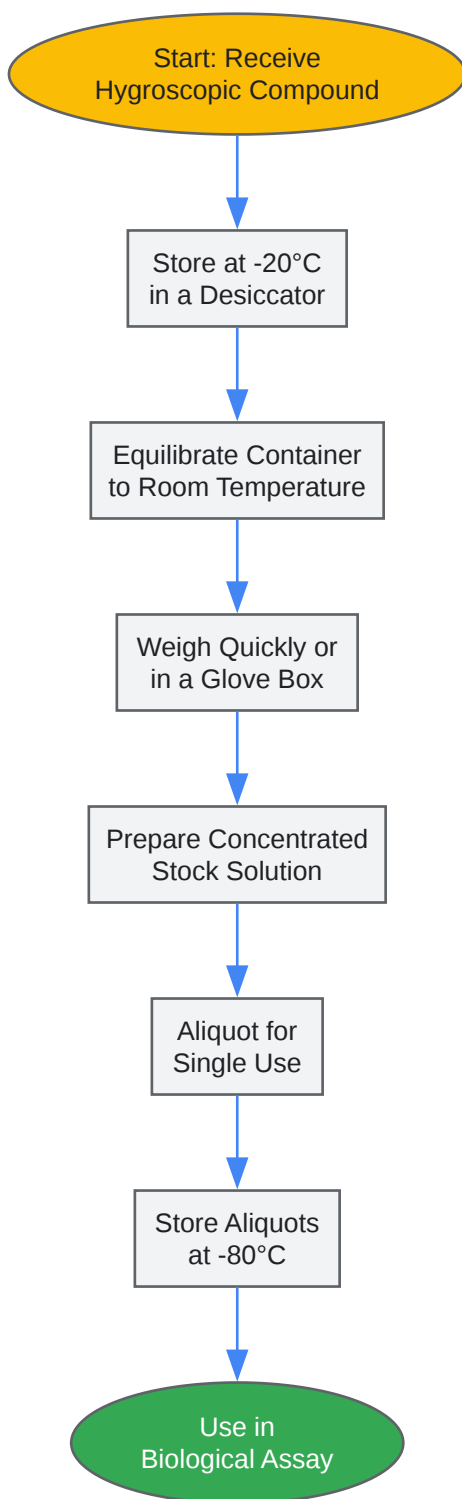 Start: Receive
Hygroscopic Compound
Store at -20°C
in a Desiccator
Equilibrate Container
to Room Temperature
Weigh Quickly or
in a Glove Box
Prepare Concentrated
Stock Solution
Aliquot for
Single Use
Store Aliquots
at -80°C
Use in
Biological Assay